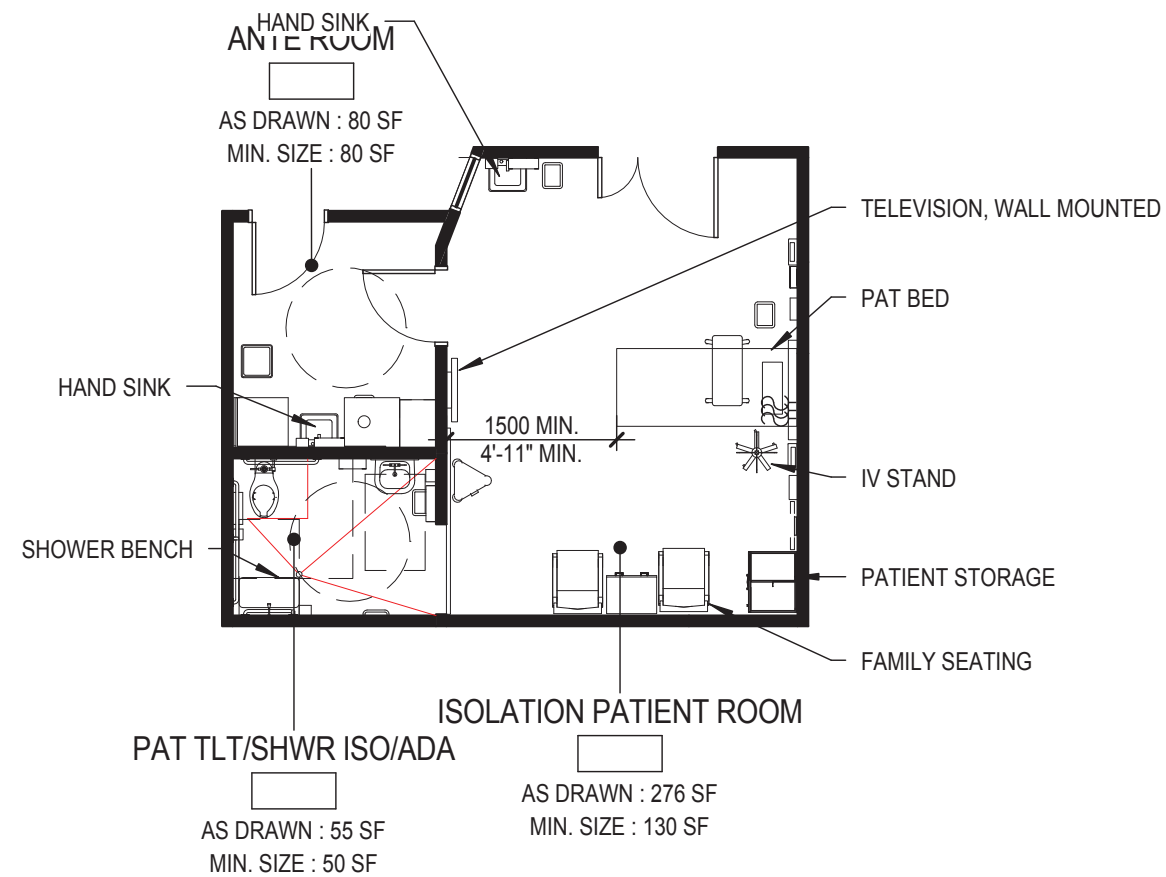 HAND SINK
ANTE ROOM
AS DRAWN : 80 SF
MIN. SIZE : 80 SF
TELEVISION, WALL MOUNTED
PAT BED
HAND SINK
1500 MIN.
4'-11" MIN.
IV STAND
SHOWER BENCH
PATIENT STORAGE
FAMILY SEATING
ISOLATION PATIENT ROOM
AS DRAWN : 276 SF
MIN. SIZE : 130 SF
PAT TLT/SHWR ISO/ADA
AS DRAWN : 55 SF
MIN. SIZE : 50 SF